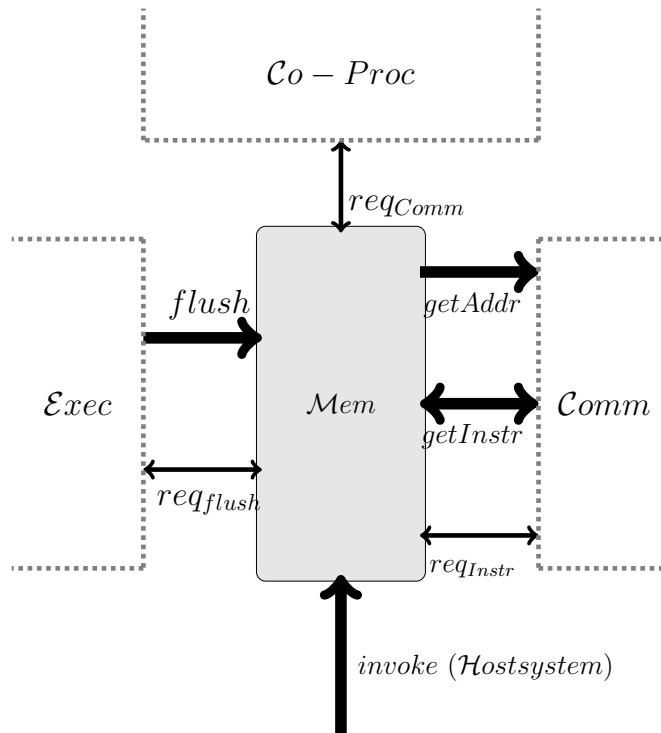 Co − Proc
req_Comm
flush
getAddr
Exec
Mem
Comm
getInstr
req_flush
req_Instr
invoke (Hostsystem)